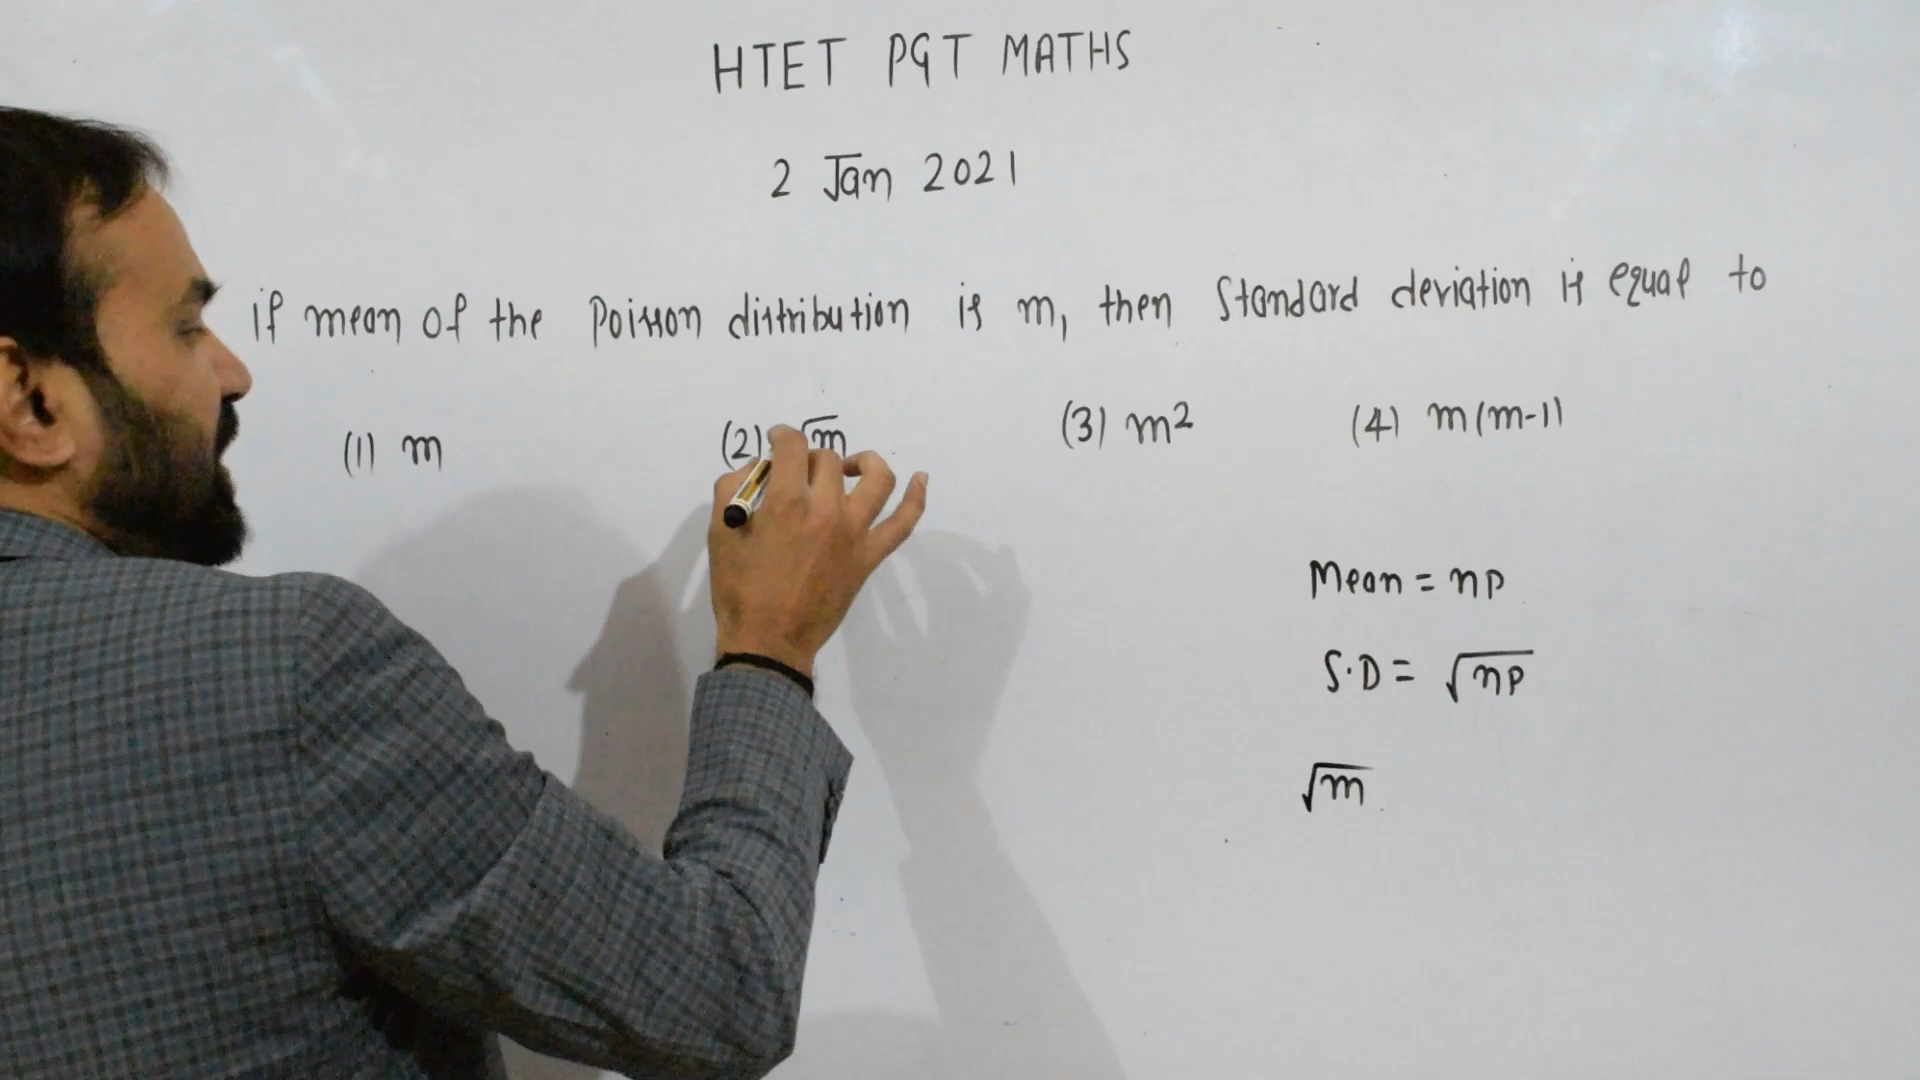 HTET PGT MATHS
2 Jan 2021
if mean of the Poisson distribution is m, then Standard deviation is equal to
(1) m (2) √m (3) m2 (4) m(m-1)
Mean = np
S.D = √np
√m